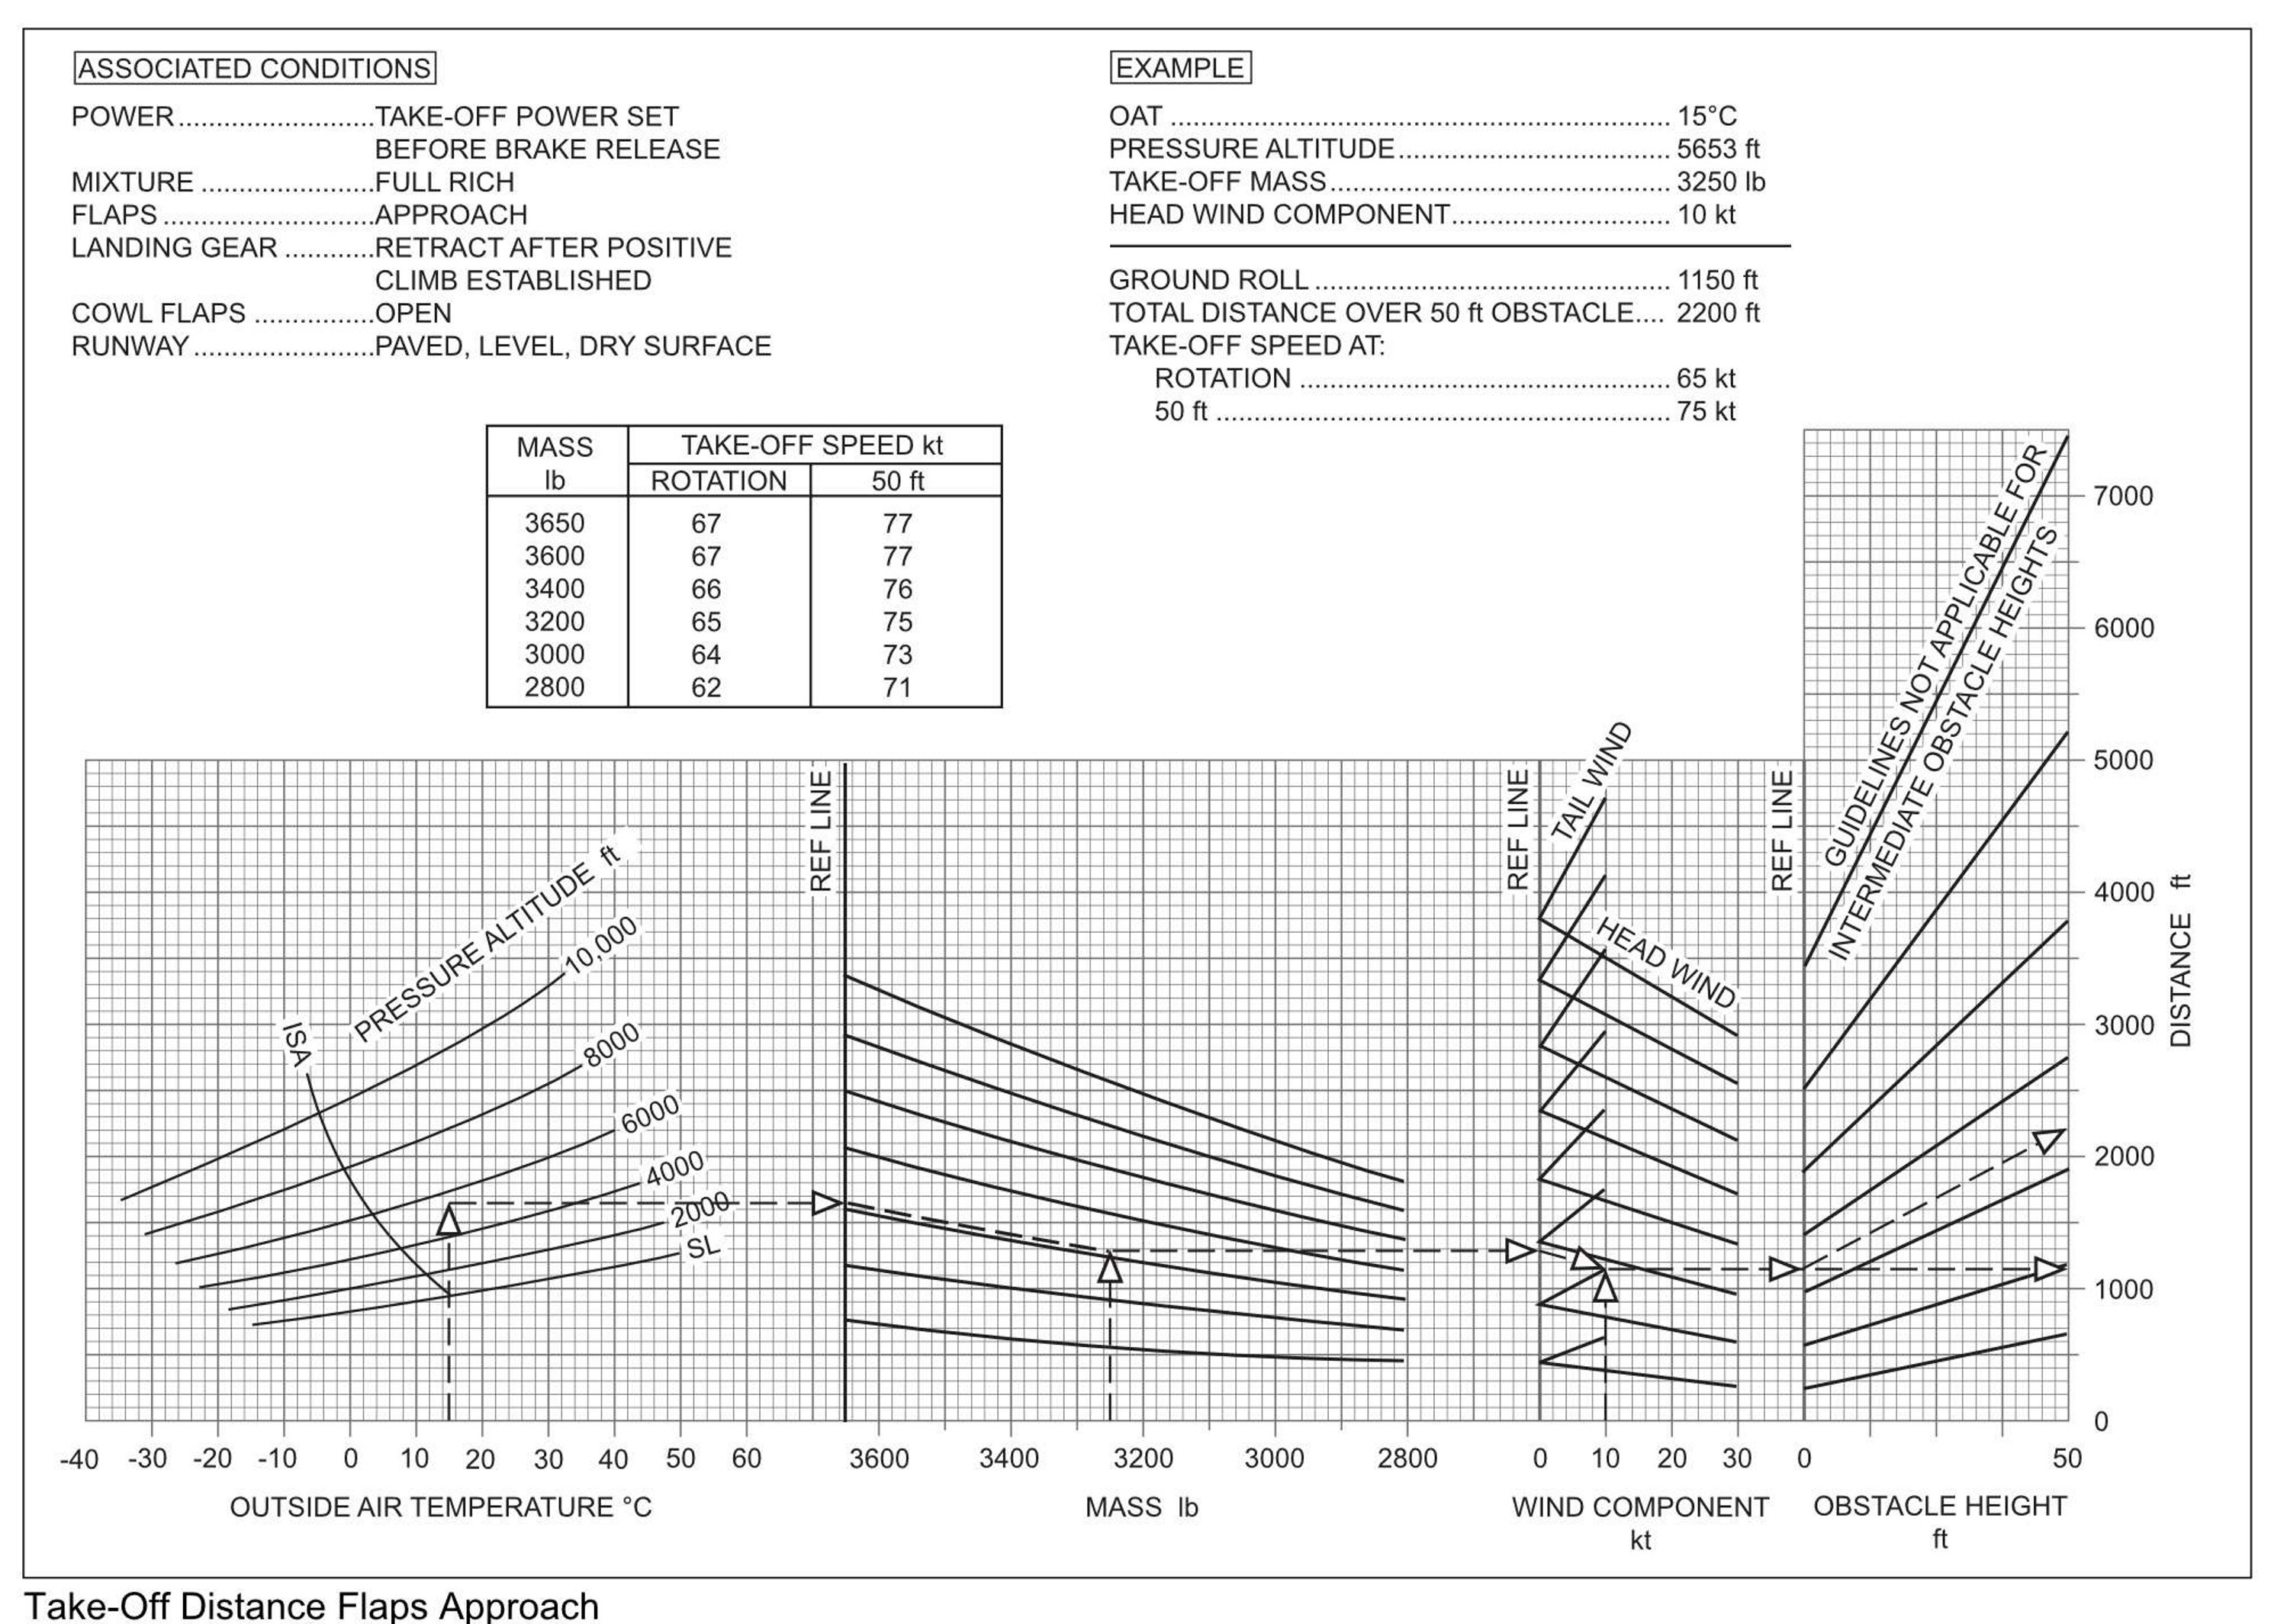 ASSOCIATED CONDITIONS
POWER..........................TAKE-OFF POWER SET
BEFORE BRAKE RELEASE
MIXTURE .......................FULL RICH
FLAPS ............................APPROACH
LANDING GEAR ............RETRACT AFTER POSITIVE
CLIMB ESTABLISHED
COWL FLAPS ................OPEN
RUNWAY ........................PAVED, LEVEL, DRY SURFACE
EXAMPLE
OAT .................................................................. 15°C
PRESSURE ALTITUDE.................................... 5653 ft
TAKE-OFF MASS............................................. 3250 lb
HEAD WIND COMPONENT............................. 10 kt
GROUND ROLL ............................................... 1150 ft
TOTAL DISTANCE OVER 50 ft OBSTACLE.... 2200 ft
TAKE-OFF SPEED AT:
ROTATION ................................................. 65 kt
50 ft ............................................................ 75 kt
MASS lb TAKE-OFF SPEED kt
ROTATION 50 ft
3650 67 77
3600 67 77
3400 66 76
3200 65 75
3000 64 73
2800 62 71
GUIDELINES NOT APPLICABLE FOR
INTERMEDIATE OBSTACLE HEIGHTS
7000
6000
5000
4000
3000
2000
1000
0
DISTANCE ft
REF LINE
REF LINE
REF LINE
TAIL WIND
HEAD WIND
PRESSURE ALTITUDE ft
10,000
8000
6000
4000
2000
SL
ISA
-40 -30 -20 -10 0 10 20 30 40 50 60
3600 3400 3200 3000 2800
0 10 20 30
0 50
OUTSIDE AIR TEMPERATURE °C
MASS lb
WIND COMPONENT
kt
OBSTACLE HEIGHT
ft
Take-Off Distance Flaps Approach